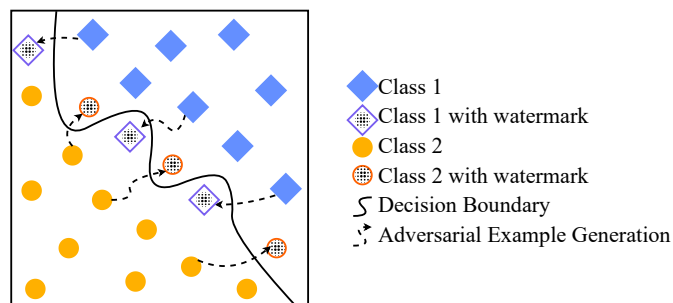 Class 1
Class 1 with watermark
Class 2
Class 2 with watermark
Decision Boundary
Adversarial Example Generation